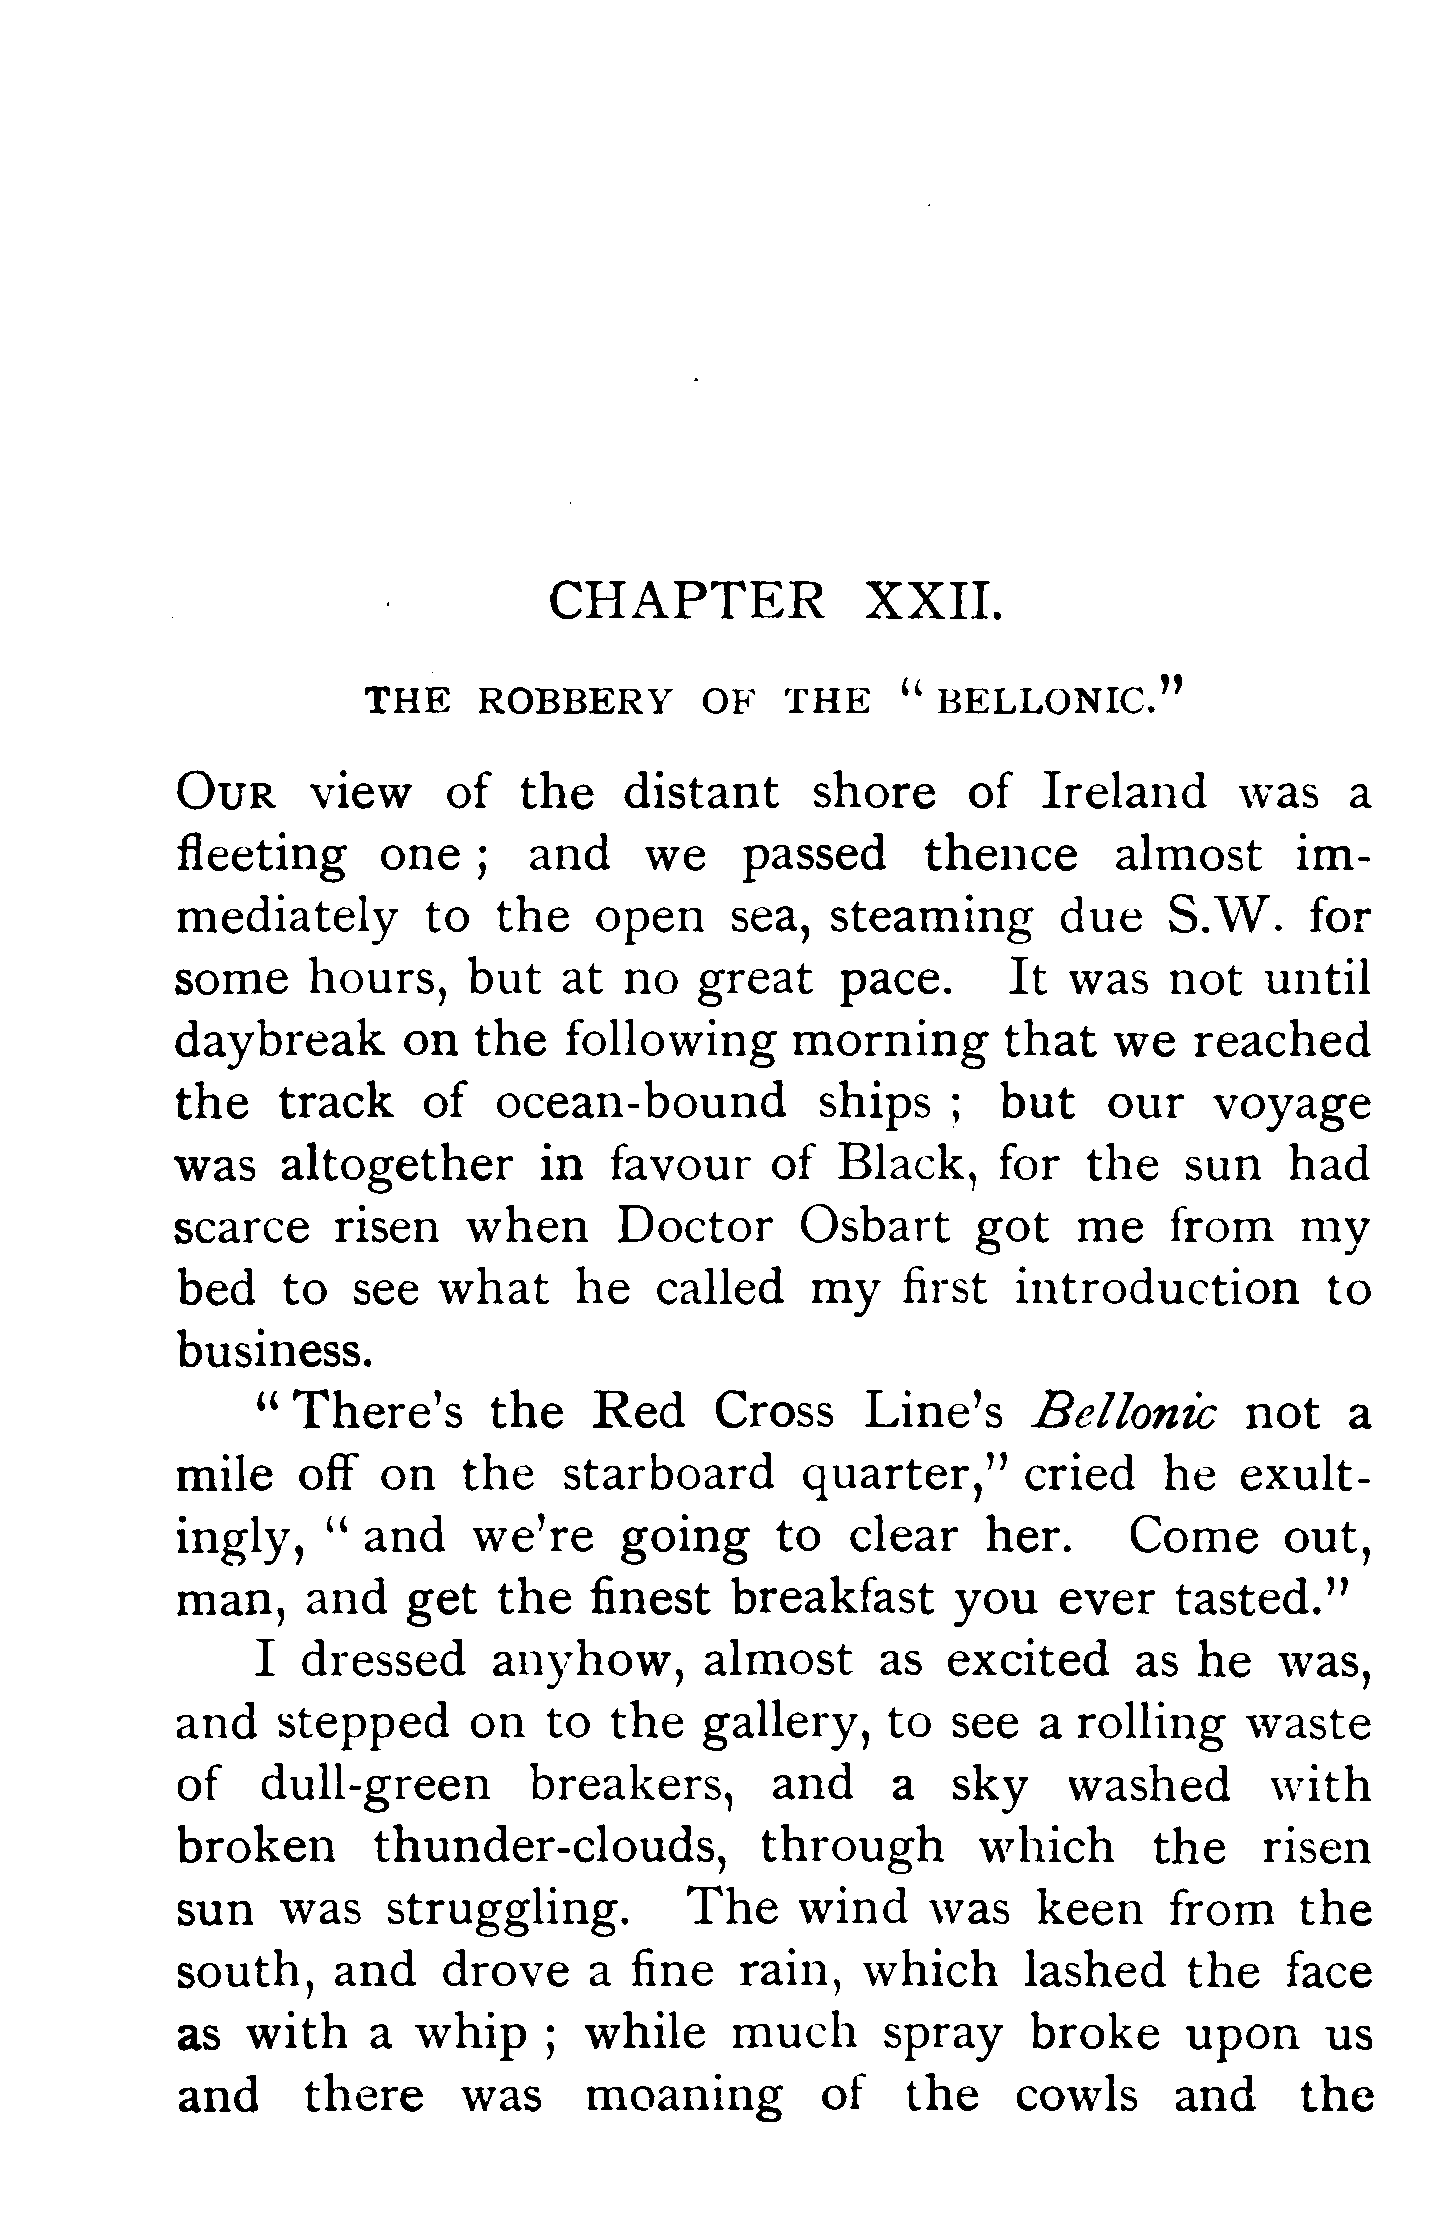 CHAPTER XXII.
THE ROBBERY OF THE “ BELLONIC.”
OUR view of the distant shore of Ireland was a
fleeting one ; and we passed thence almost im-
mediately to the open sea, steaming due S.W. for
some hours, but at no great pace. It was not until
daybreak on the following morning that we reached
the track of ocean-bound ships ; but our voyage
was altogether in favour of Black, for the sun had
scarce risen when Doctor Osbart got me from my
bed to see what he called my first introduction to
business.
“ There’s the Red Cross Line’s Bellonic not a
mile off on the starboard quarter,” cried he exult-
ingly, “ and we’re going to clear her. Come out,
man, and get the finest breakfast you ever tasted.”
I dressed anyhow, almost as excited as he was,
and stepped on to the gallery, to see a rolling waste
of dull-green breakers, and a sky washed with
broken thunder-clouds, through which the risen
sun was struggling. The wind was keen from the
south, and drove a fine rain, which lashed the face
as with a whip ; while much spray broke upon us
and there was moaning of the cowls and the